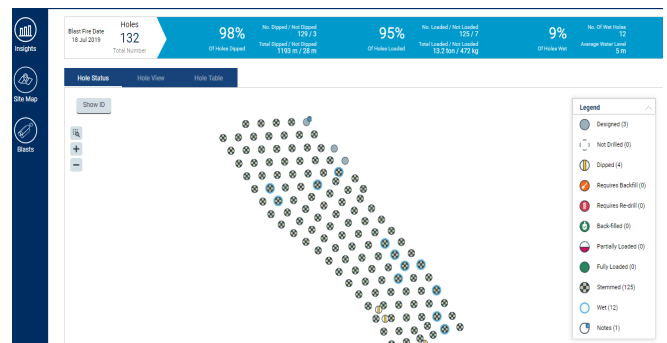 Insights
Site Map
Blasts
Blast Fire Date
18 Jul 2019
Holes
132
Total Number
98%
Of Holes Dipped
No. Dipped / Not Dipped
129 / 3
Total Dipped / Not Dipped
1193 m / 28 m
95%
Of Holes Loaded
No. Loaded / Not Loaded
125 / 7
Total Loaded / Not Loaded
13.2 ton / 472 kg
9%
Of Holes Wet
No. Of Wet Holes
12
Average Water Level
5 m
Hole Status
Hole View
Hole Table
Show ID
Legend
Designed (3)
Not Drilled (0)
Dipped (4)
Requires Backfill (0)
Requires Re-drill (0)
Back-filled (0)
Partially Loaded (0)
Fully Loaded (0)
Stemmed (125)
Wet (12)
Notes (1)